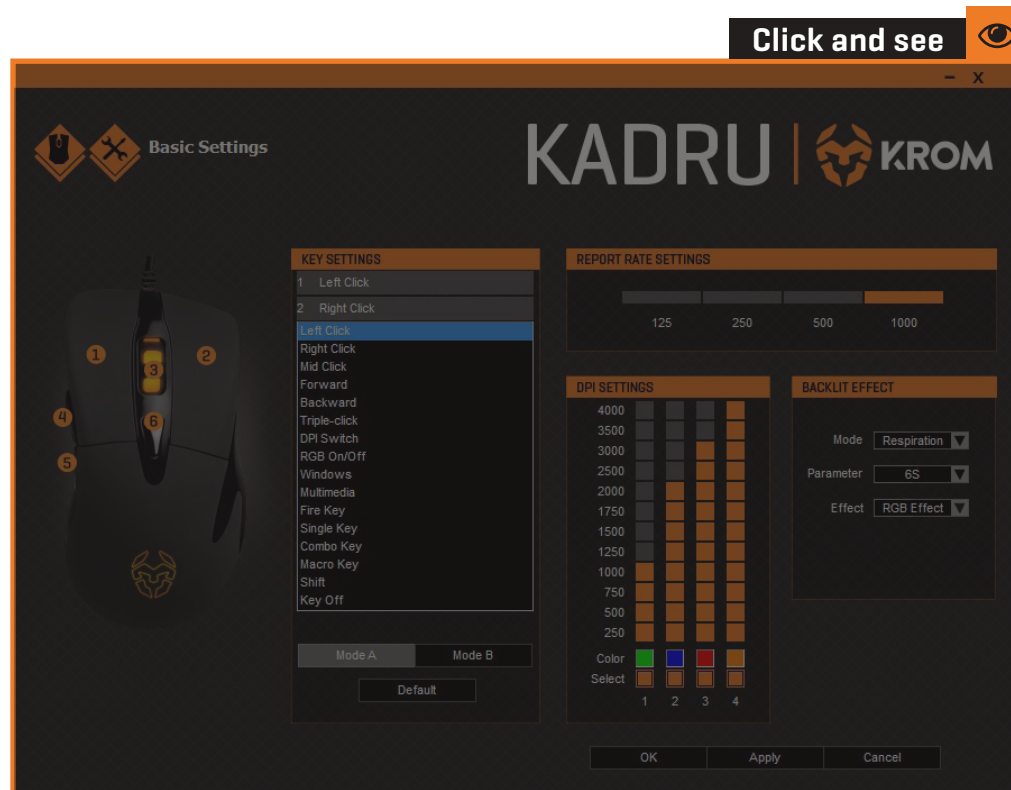 Click and see
– X
Basic Settings
KADRU
KROM
KEY SETTINGS
1 Left Click
2 Right Click
Left Click
Right Click
Mid Click
Forward
Backward
Triple-click
DPI Switch
RGB On/Off
Windows
Multimedia
Fire Key
Single Key
Combo Key
Macro Key
Shift
Key Off
Mode A Mode B
Default
1
2
3
4
5
6
REPORT RATE SETTINGS
125 250 500 1000
DPI SETTINGS
4000
3500
3000
2500
2000
1750
1500
1250
1000
750
500
250
Color
Select
1 2 3 4
BACKLIT EFFECT
Mode Respiration
Parameter 6S
Effect RGB Effect
OK Apply Cancel